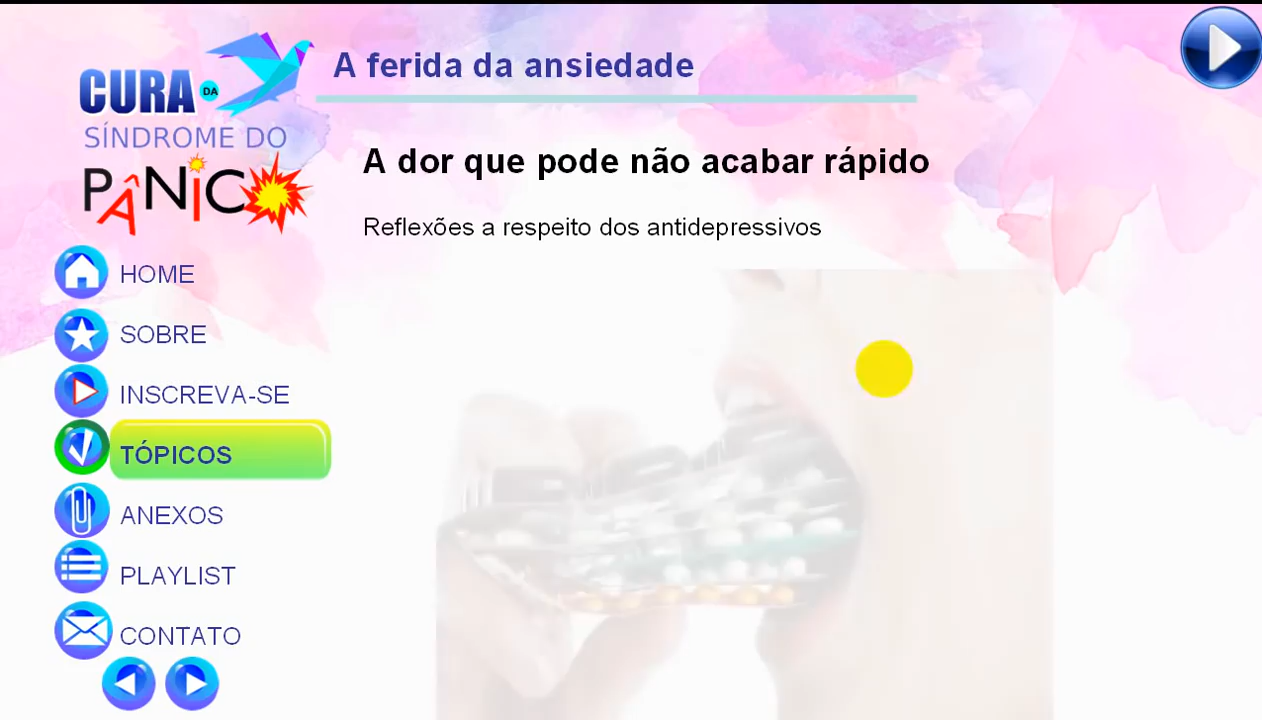 CURA DA
SÍNDROME DO
PÂNICO
A ferida da ansiedade
A dor que pode não acabar rápido
Reflexões a respeito dos antidepressivos
HOME
SOBRE
INSCREVA-SE
TÓPICOS
ANEXOS
PLAYLIST
CONTATO